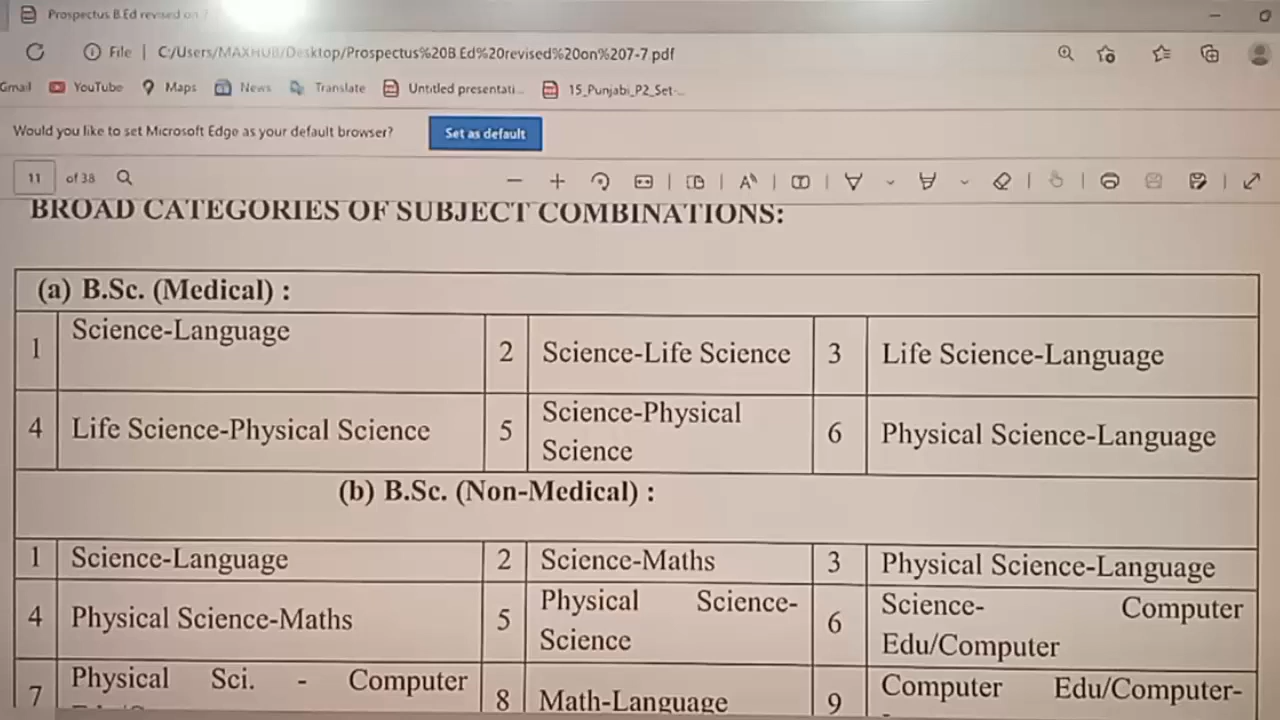 Prospectus B.Ed revised on 7
File | C:/Users/MAXHUB/Desktop/Prospectus%20B.Ed%20revised%20on%207-7.pdf
Gmail YouTube Maps News Translate Untitled presentati... 15_Punjabi_P2_Set-...
Would you like to set Microsoft Edge as your default browser? Set as default
11 of 38
BROAD CATEGORIES OF SUBJECT COMBINATIONS:
(a) B.Sc. (Medical) :
1 Science-Language 2 Science-Life Science 3 Life Science-Language
4 Life Science-Physical Science 5 Science-Physical Science 6 Physical Science-Language
(b) B.Sc. (Non-Medical) :
1 Science-Language 2 Science-Maths 3 Physical Science-Language
4 Physical Science-Maths 5 Physical Science-Science 6 Science- Computer Edu/Computer
7 Physical Sci. - Computer 8 Math-Language 9 Computer Edu/Computer-